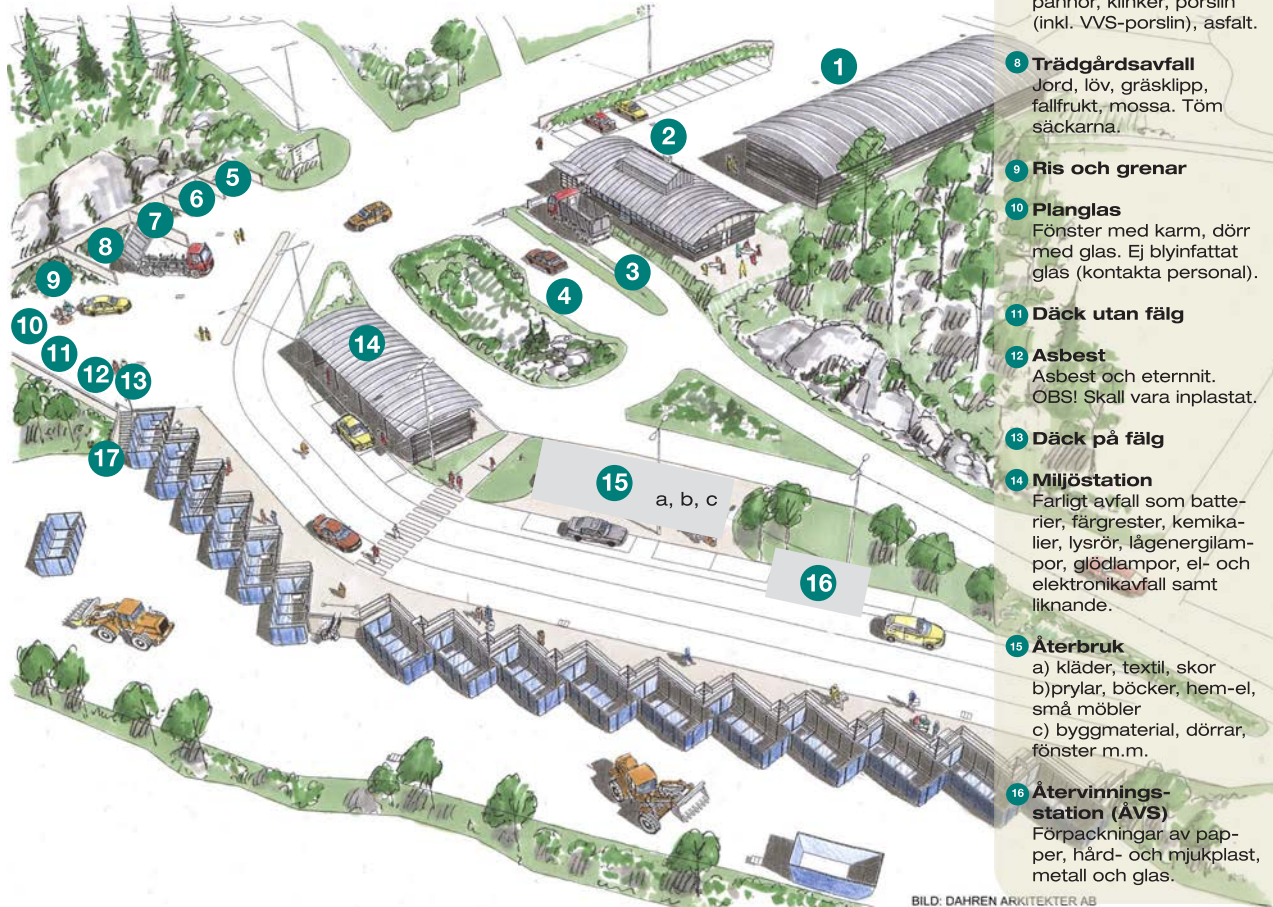 1
2
3
4
5
6
7
8
9
10
11
12
13
14
15
a, b, c
16
17
pannor, klinker, porslin
(inkl. VVS-porslin), asfalt.
8 Trädgårdsavfall
Jord, löv, gräsklipp,
fallfrukt, mossa. Töm
säckarna.
9 Ris och grenar
10 Planglas
Fönster med karm, dörr
med glas. Ej blyinfattat
glas (kontakta personal).
11 Däck utan fälg
12 Asbest
Asbest och eternnit.
OBS! Skall vara inplastat.
13 Däck på fälg
14 Miljöstation
Farligt avfall som batte-
rier, färgrester, kemika-
lier, lysrör, lågenergilam-
por, glödlampor, el- och
elektronikavfall samt
liknande.
15 Återbruk
a) kläder, textil, skor
b)prylar, böcker, hem-el,
små möbler
c) byggmaterial, dörrar,
fönster m.m.
16 Återvinnings-
station (ÅVS)
Förpackningar av pap-
per, hård- och mjukplast,
metall och glas.
BILD: DAHREN ARKITEKTER AB